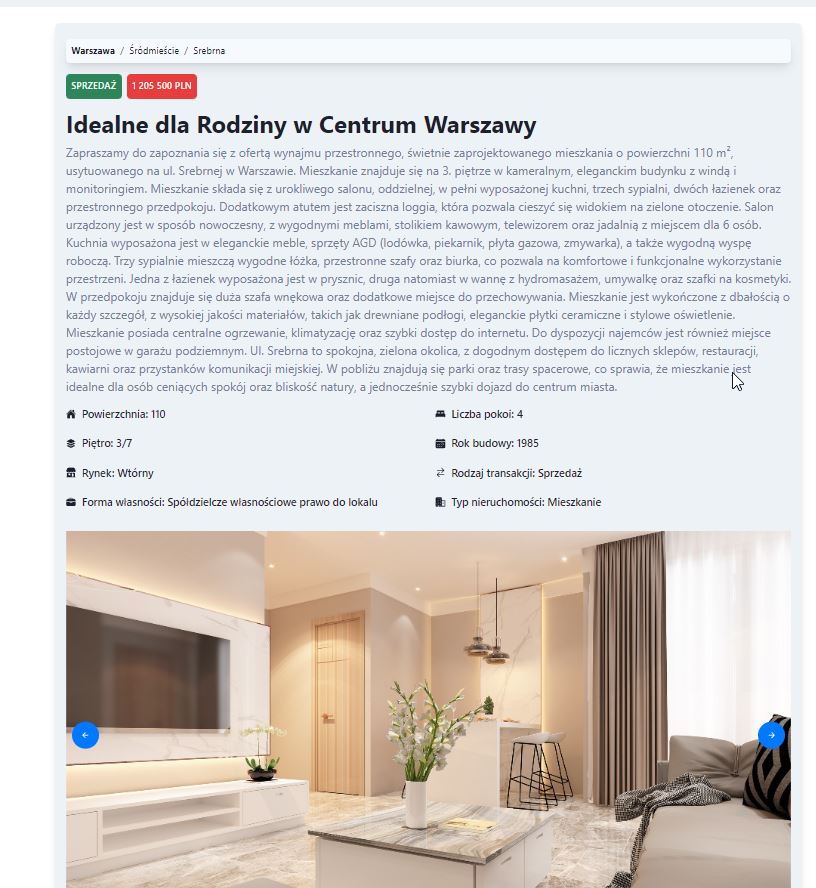 Warszawa / Śródmieście / Srebrna
SPRZEDAŻ 1 205 500 PLN
Idealne dla Rodziny w Centrum Warszawy
Zapraszamy do zapoznania się z ofertą wynajmu przestronnego, świetnie zaprojektowanego mieszkania o powierzchni 110 m²,
usytuowanego na ul. Srebrnej w Warszawie. Mieszkanie znajduje się na 3. piętrze w kameralnym, eleganckim budynku z windą i
monitoringiem. Mieszkanie składa się z urokliwego salonu, oddzielnej, w pełni wyposażonej kuchni, trzech sypialni, dwóch łazienek oraz
przestronnego przedpokoju. Dodatkowym atutem jest zaciszna loggia, która pozwala cieszyć się widokiem na zielone otoczenie. Salon
urządzony jest w sposób nowoczesny, z wygodnymi meblami, stolikiem kawowym, telewizorem oraz jadalnią z miejscem dla 6 osób.
Kuchnia wyposażona jest w eleganckie meble, sprzęty AGD (lodówka, piekarnik, płyta gazowa, zmywarka), a także wygodną wyspę
roboczą. Trzy sypialnie mieszczą wygodne łóżka, przestronne szafy oraz biurka, co pozwala na komfortowe i funkcjonalne wykorzystanie
przestrzeni. Jedna z łazienek wyposażona jest w prysznic, druga natomiast w wannę z hydromasażem, umywalkę oraz szafki na kosmetyki.
W przedpokoju znajduje się duża szafa wnękowa oraz dodatkowe miejsce do przechowywania. Mieszkanie jest wykończone z dbałością o
każdy szczegół, z wysokiej jakości materiałów, takich jak drewniane podłogi, eleganckie płytki ceramiczne i stylowe oświetlenie.
Mieszkanie posiada centralne ogrzewanie, klimatyzację oraz szybki dostęp do internetu. Do dyspozycji najemców jest również miejsce
postojowe w garażu podziemnym. Ul. Srebrna to spokojna, zielona okolica, z dogodnym dostępem do licznych sklepów, restauracji,
kawiarni oraz przystanków komunikacji miejskiej. W pobliżu znajdują się parki oraz trasy spacerowe, co sprawia, że mieszkanie jest
idealne dla osób ceniących spokój oraz bliskość natury, a jednocześnie szybki dojazd do centrum miasta.
Powierzchnia: 110 Liczba pokoi: 4
Piętro: 3/7 Rok budowy: 1985
Rynek: Wtórny Rodzaj transakcji: Sprzedaż
Forma własności: Spółdzielcze własnościowe prawo do lokalu Typ nieruchomości: Mieszkanie